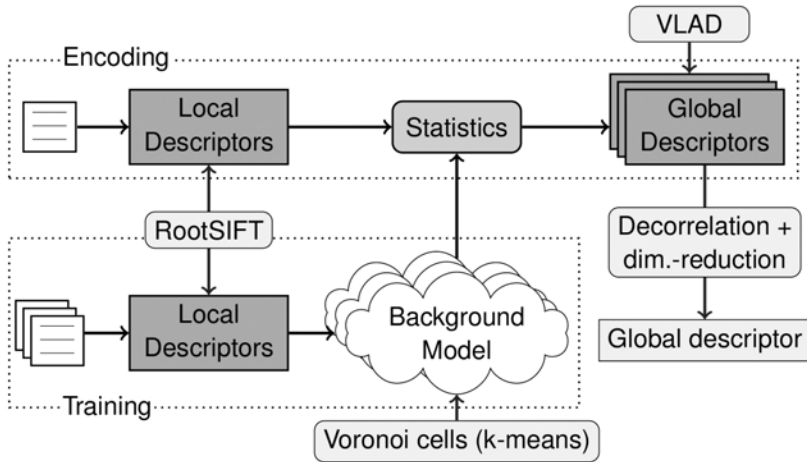 VLAD
Encoding
Local
Descriptors
Statistics
Global
Descriptors
RootSIFT
Decorrelation +
dim.-reduction
Local
Descriptors
Background
Model
Global descriptor
Training
Voronoi cells (k-means)